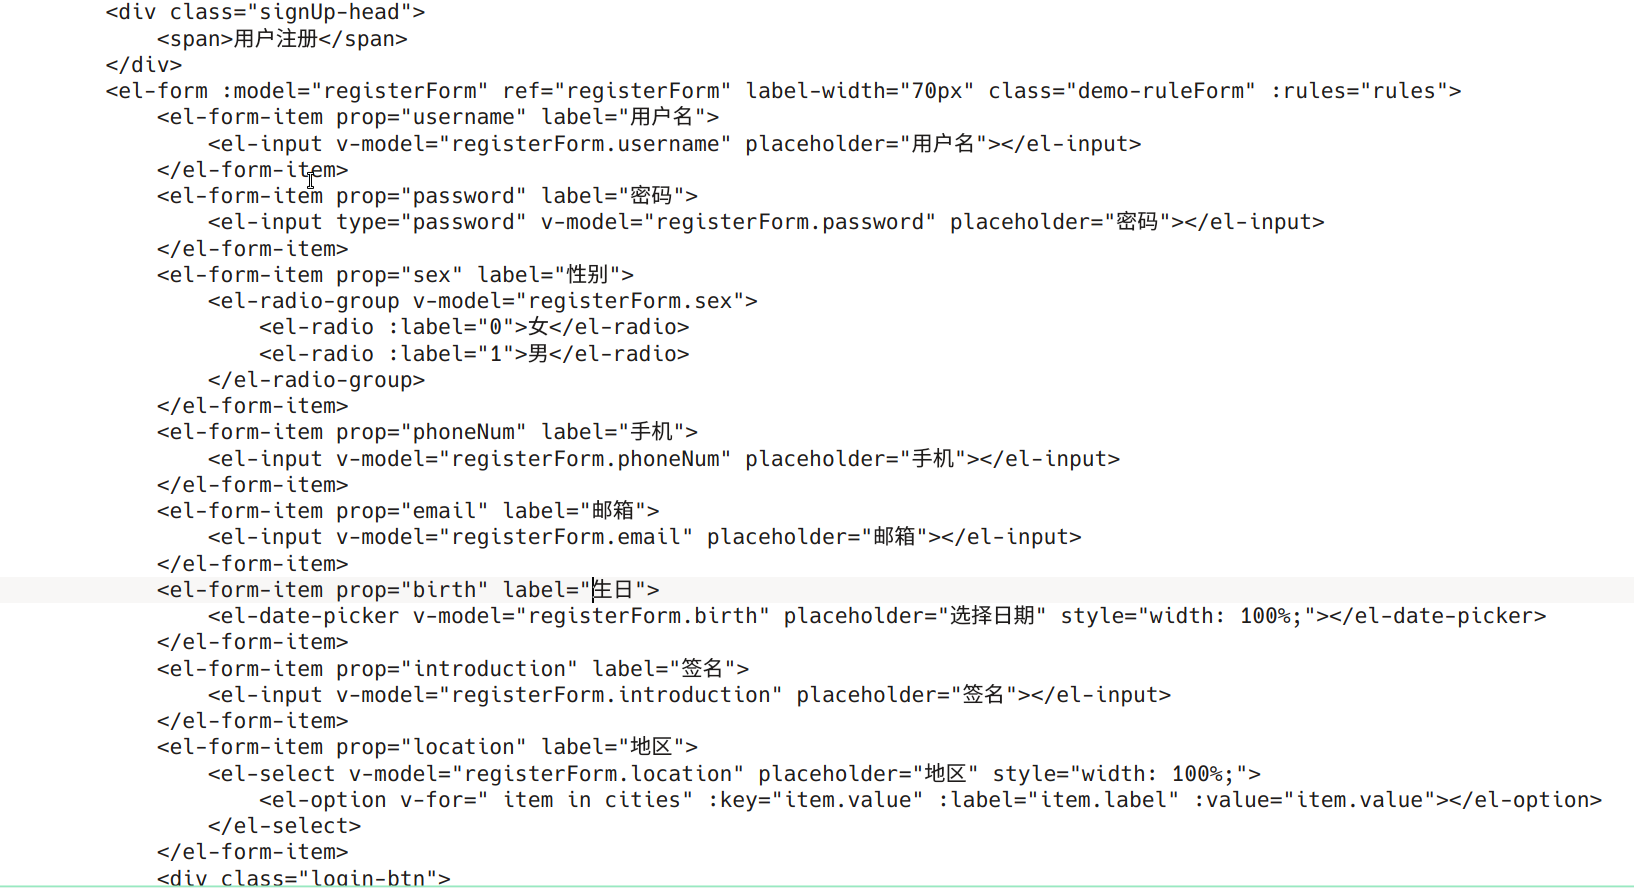 <div class="signUp-head">
<span>用户注册</span>
</div>
<el-form :model="registerForm" ref="registerForm" label-width="70px" class="demo-ruleForm" :rules="rules">
<el-form-item prop="username" label="用户名">
<el-input v-model="registerForm.username" placeholder="用户名"></el-input>
</el-form-item>
<el-form-item prop="password" label="密码">
<el-input type="password" v-model="registerForm.password" placeholder="密码"></el-input>
</el-form-item>
<el-form-item prop="sex" label="性别">
<el-radio-group v-model="registerForm.sex">
<el-radio :label="0">女</el-radio>
<el-radio :label="1">男</el-radio>
</el-radio-group>
</el-form-item>
<el-form-item prop="phoneNum" label="手机">
<el-input v-model="registerForm.phoneNum" placeholder="手机"></el-input>
</el-form-item>
<el-form-item prop="email" label="邮箱">
<el-input v-model="registerForm.email" placeholder="邮箱"></el-input>
</el-form-item>
<el-form-item prop="birth" label="生日">
<el-date-picker v-model="registerForm.birth" placeholder="选择日期" style="width: 100%;"></el-date-picker>
</el-form-item>
<el-form-item prop="introduction" label="签名">
<el-input v-model="registerForm.introduction" placeholder="签名"></el-input>
</el-form-item>
<el-form-item prop="location" label="地区">
<el-select v-model="registerForm.location" placeholder="地区" style="width: 100%;">
<el-option v-for=" item in cities" :key="item.value" :label="item.label" :value="item.value"></el-option>
</el-select>
</el-form-item>
<div class="login-btn">